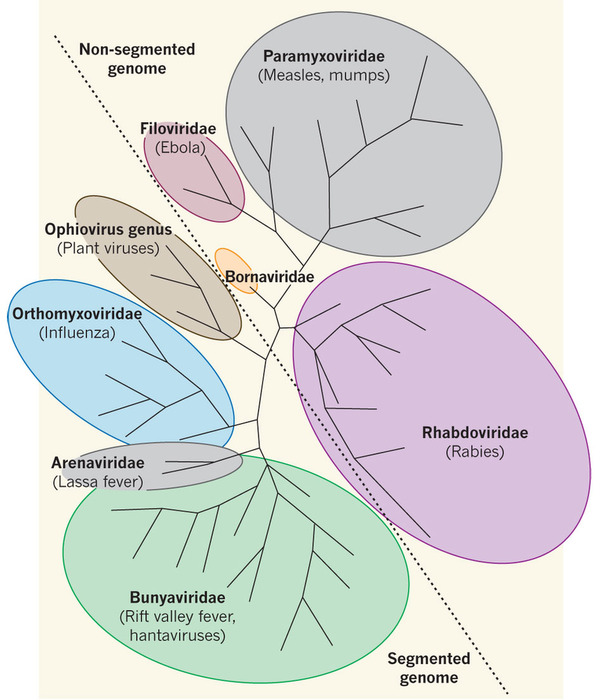 Non-segmented
genome
Paramyxoviridae
(Measles, mumps)
Filoviridae
(Ebola)
Ophiovirus genus
(Plant viruses)
Bornaviridae
Orthomyxoviridae
(Influenza)
Rhabdoviridae
(Rabies)
Arenaviridae
(Lassa fever)
Bunyaviridae
(Rift valley fever,
hantaviruses)
Segmented
genome